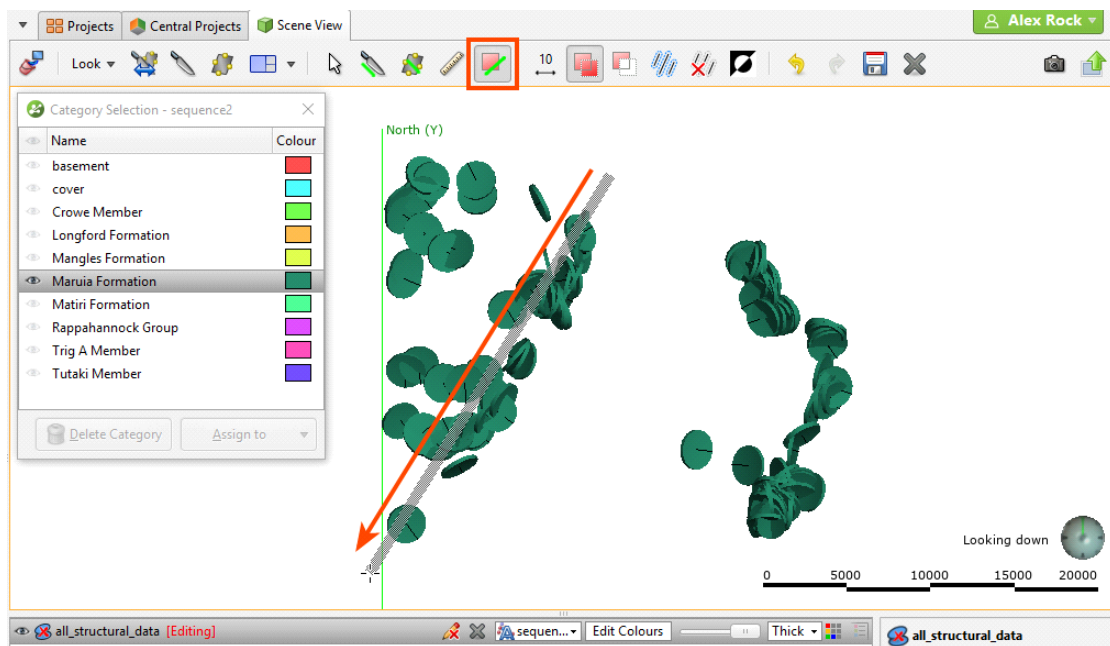 Projects Central Projects Scene View Alex Rock
Look 10
Category Selection - sequence2
Name Colour
basement
cover
Crowe Member
Longford Formation
Mangles Formation
Maruia Formation
Matiri Formation
Rappahannock Group
Trig A Member
Tutaki Member
Delete Category Assign to
North (Y)
Looking down
0 5000 10000 15000 20000
all_structural_data [Editing] sequen... Edit Colours Thick all_structural_data